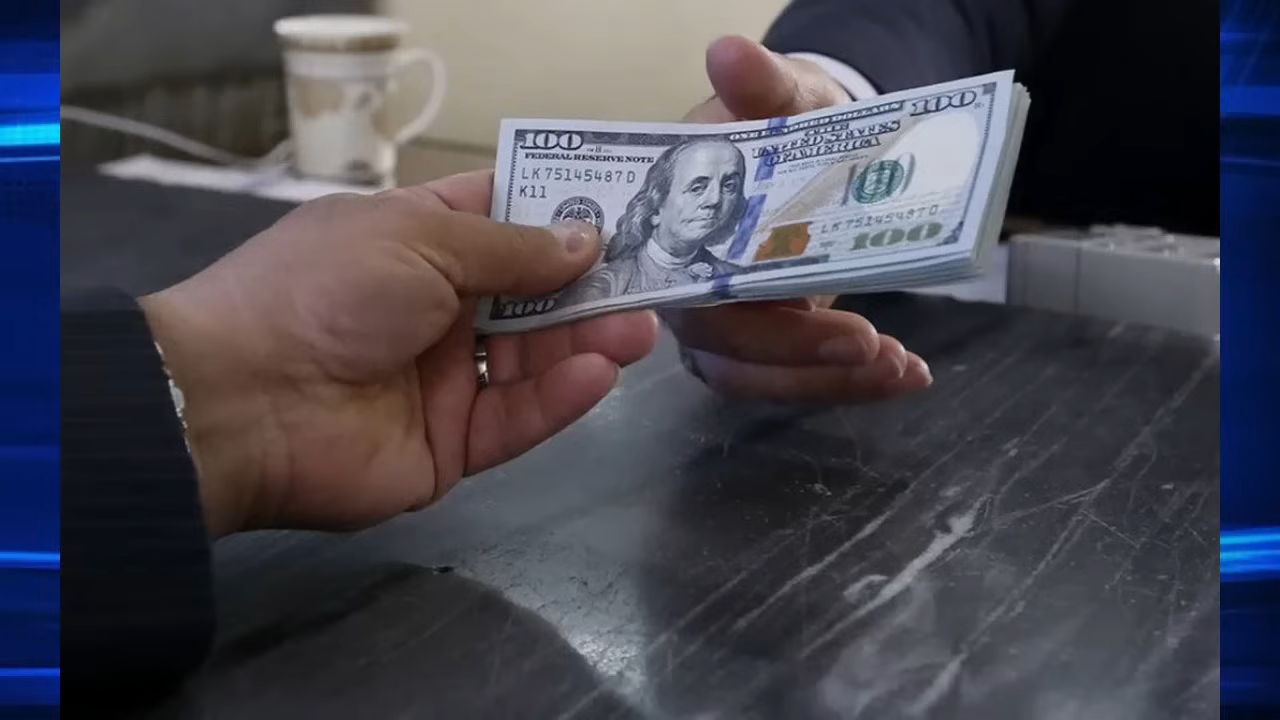 100
FEDERAL RESERVE NOTE
LK 75145487 D
K11
ONE HUNDRED DOLLARS
100
THE
UNITED STATES
OF AMERICA
LK 75145487 D
100
100